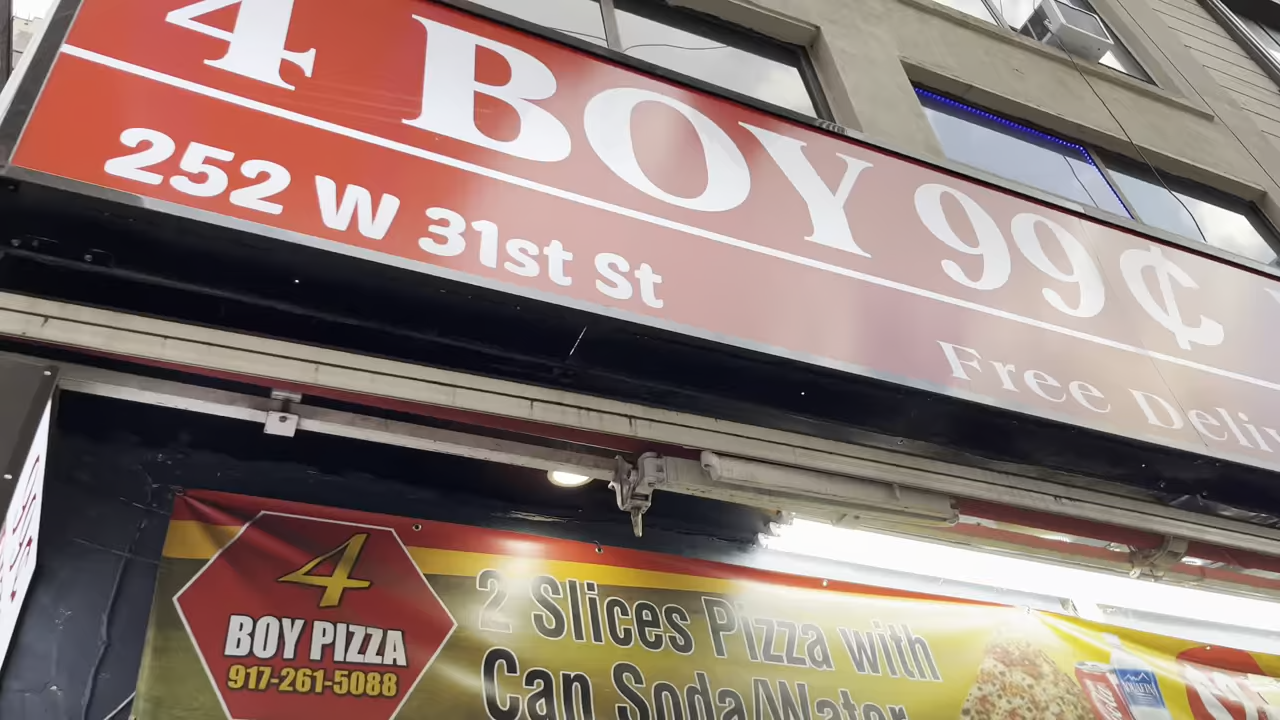 4 BOY 99¢
252 W 31st St
Free Deli
4
BOY PIZZA
917-261-5088
2 Slices Pizza with
Can Soda/Water